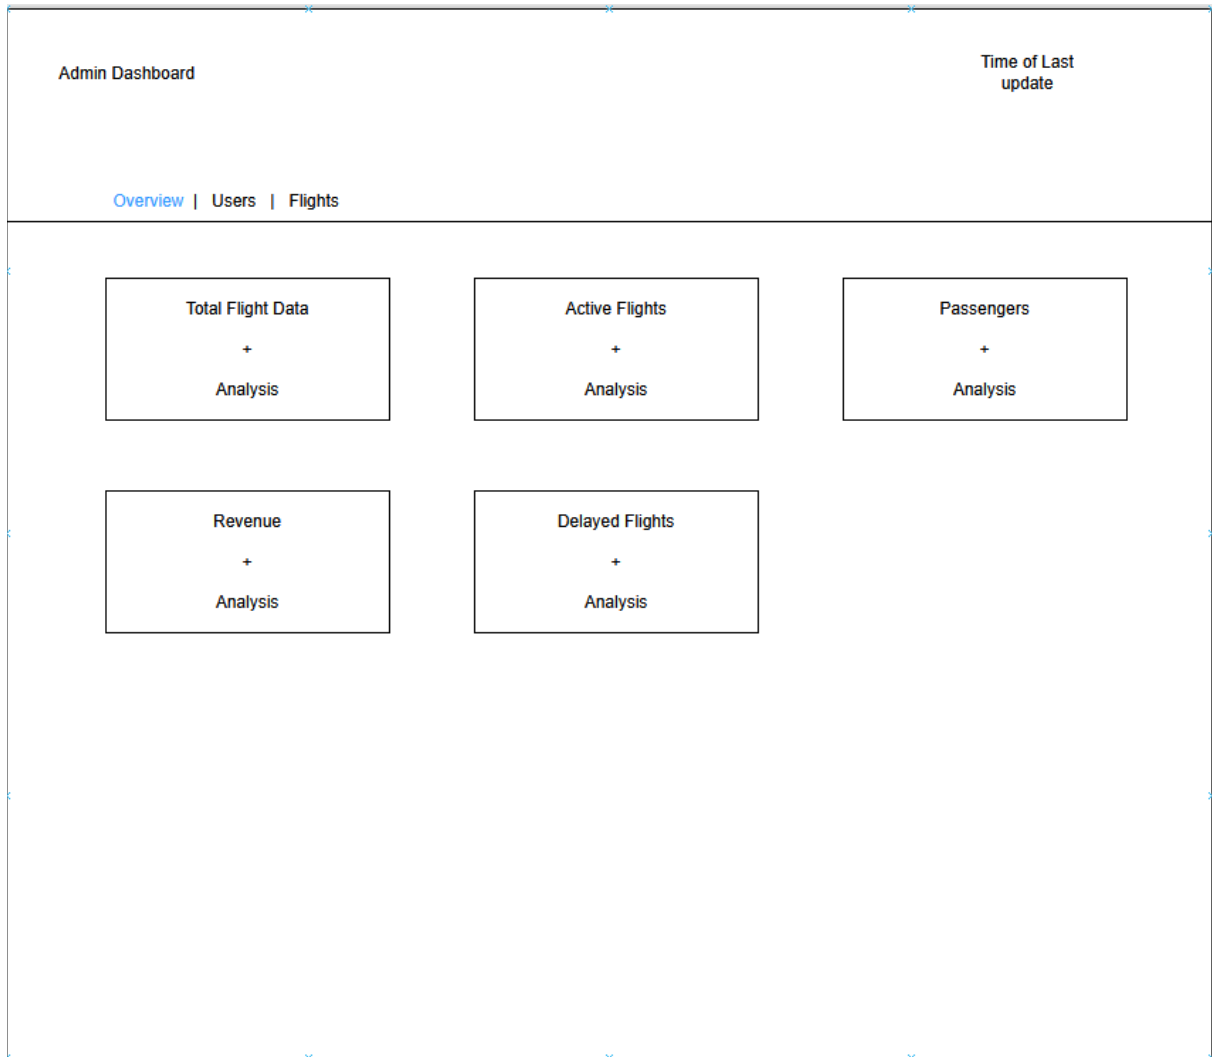 Admin Dashboard
Time of Last
update
Overview | Users | Flights
Total Flight Data
+
Analysis
Active Flights
+
Analysis
Passengers
+
Analysis
Revenue
+
Analysis
Delayed Flights
+
Analysis